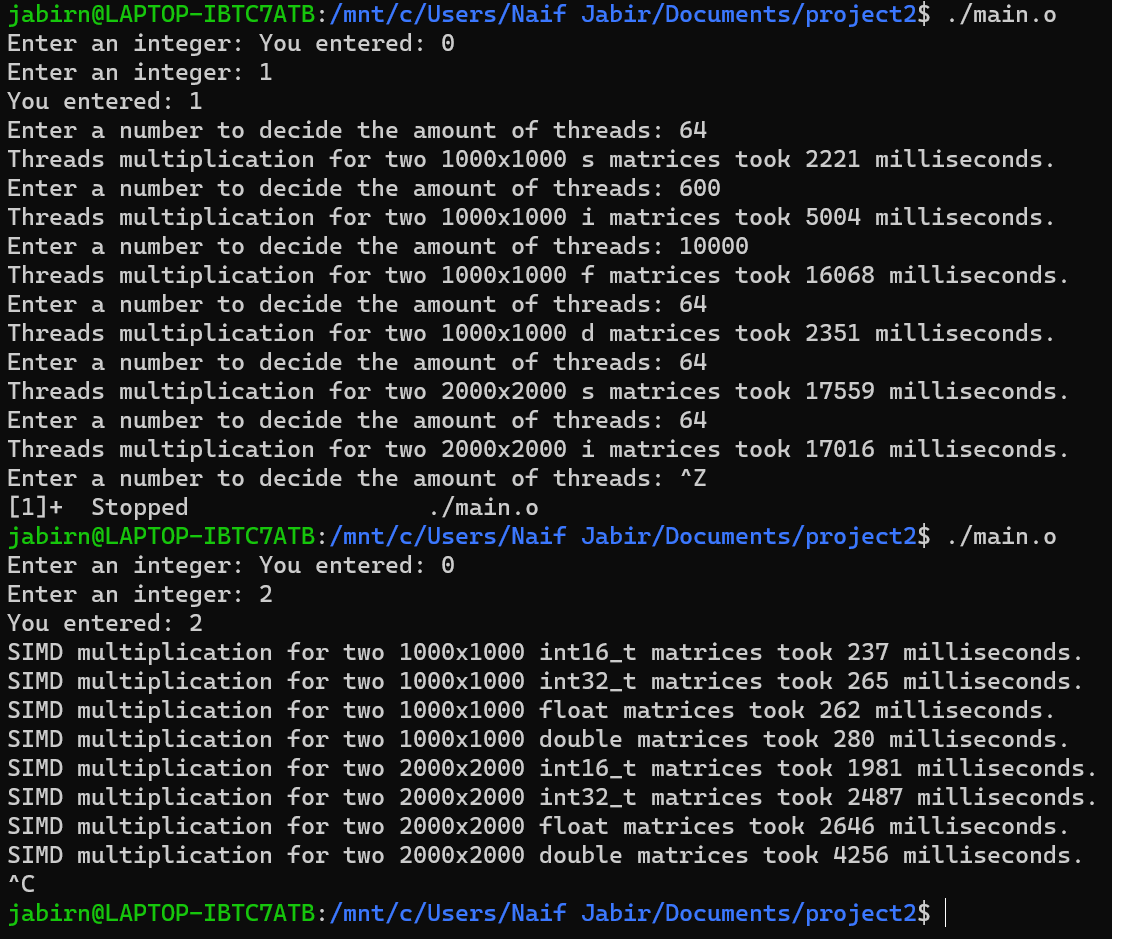 jabirn@LAPTOP-IBTC7ATB:/mnt/c/Users/Naif Jabir/Documents/project2$ ./main.o
Enter an integer: You entered: 0
Enter an integer: 1
You entered: 1
Enter a number to decide the amount of threads: 64
Threads multiplication for two 1000x1000 s matrices took 2221 milliseconds.
Enter a number to decide the amount of threads: 600
Threads multiplication for two 1000x1000 i matrices took 5004 milliseconds.
Enter a number to decide the amount of threads: 10000
Threads multiplication for two 1000x1000 f matrices took 16068 milliseconds.
Enter a number to decide the amount of threads: 64
Threads multiplication for two 1000x1000 d matrices took 2351 milliseconds.
Enter a number to decide the amount of threads: 64
Threads multiplication for two 2000x2000 s matrices took 17559 milliseconds.
Enter a number to decide the amount of threads: 64
Threads multiplication for two 2000x2000 i matrices took 17016 milliseconds.
Enter a number to decide the amount of threads: ^Z
[1]+  Stopped                 ./main.o
jabirn@LAPTOP-IBTC7ATB:/mnt/c/Users/Naif Jabir/Documents/project2$ ./main.o
Enter an integer: You entered: 0
Enter an integer: 2
You entered: 2
SIMD multiplication for two 1000x1000 int16_t matrices took 237 milliseconds.
SIMD multiplication for two 1000x1000 int32_t matrices took 265 milliseconds.
SIMD multiplication for two 1000x1000 float matrices took 262 milliseconds.
SIMD multiplication for two 1000x1000 double matrices took 280 milliseconds.
SIMD multiplication for two 2000x2000 int16_t matrices took 1981 milliseconds.
SIMD multiplication for two 2000x2000 int32_t matrices took 2487 milliseconds.
SIMD multiplication for two 2000x2000 float matrices took 2646 milliseconds.
SIMD multiplication for two 2000x2000 double matrices took 4256 milliseconds.
^C
jabirn@LAPTOP-IBTC7ATB:/mnt/c/Users/Naif Jabir/Documents/project2$